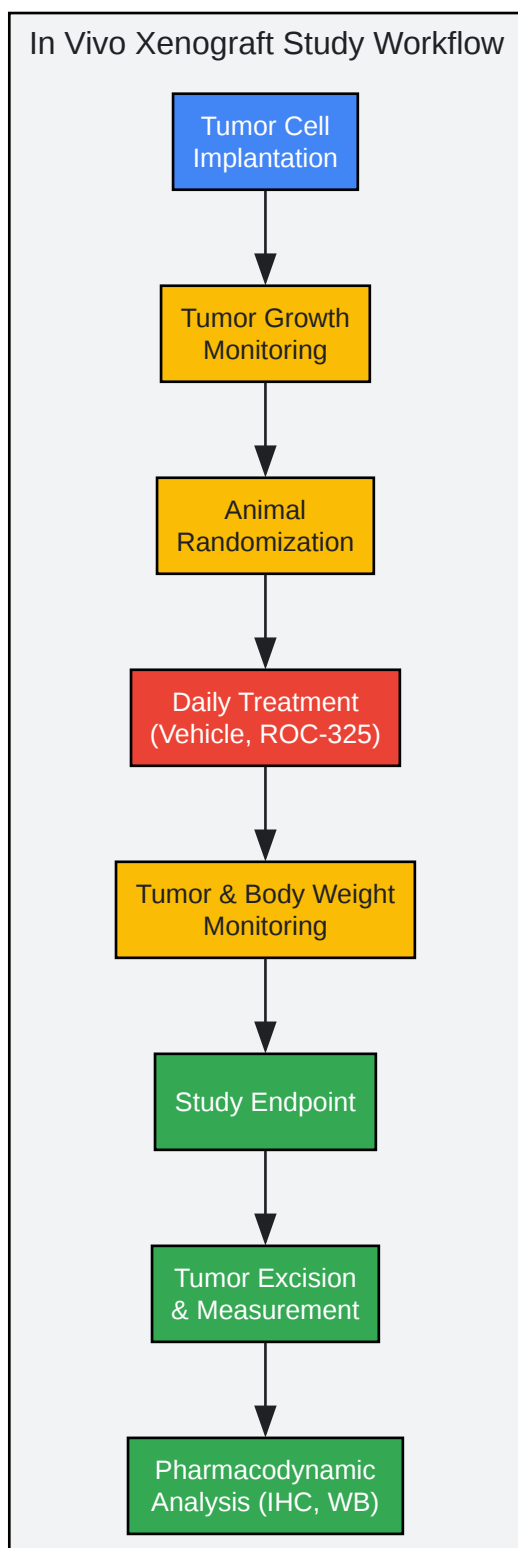 In Vivo Xenograft Study Workflow
Tumor Cell
Implantation
Tumor Growth
Monitoring
Animal
Randomization
Daily Treatment
(Vehicle, ROC-325)
Tumor & Body Weight
Monitoring
Study Endpoint
Tumor Excision
& Measurement
Pharmacodynamic
Analysis (IHC, WB)